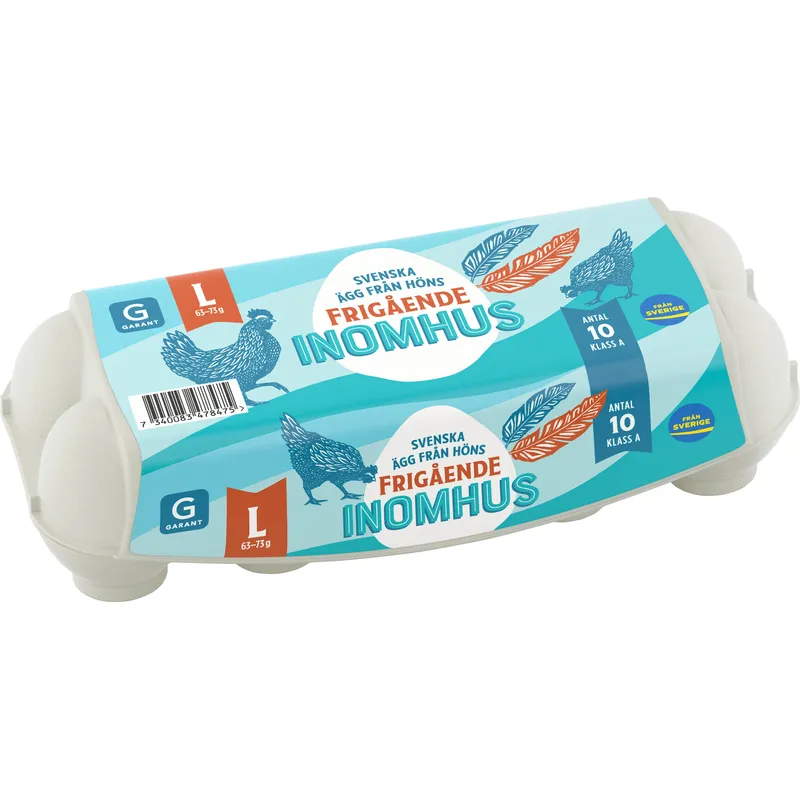 G
GARANT
L
63–73 g
SVENSKA
ÄGG FRÅN HÖNS
FRIGÅENDE
INOMHUS
ANTAL
10
KLASS A
FRÅN
SVERIGE
7 340083 478475 >
G
GARANT
L
63–73 g
SVENSKA
ÄGG FRÅN HÖNS
FRIGÅENDE
INOMHUS
ANTAL
10
KLASS A
FRÅN
SVERIGE